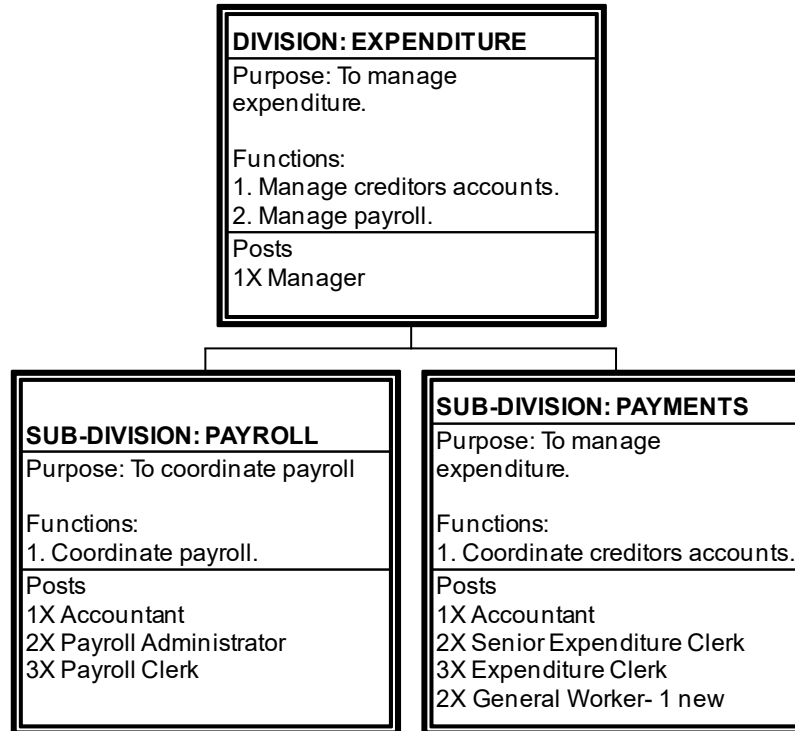 DIVISION: EXPENDITURE
Purpose: To manage
expenditure.
Functions:
1. Manage creditors accounts.
2. Manage payroll.
Posts
1X Manager
SUB-DIVISION: PAYROLL
Purpose: To coordinate payroll
Functions:
1. Coordinate payroll.
Posts
1X Accountant
2X Payroll Administrator
3X Payroll Clerk
SUB-DIVISION: PAYMENTS
Purpose: To manage
expenditure.
Functions:
1. Coordinate creditors accounts.
Posts
1X Accountant
2X Senior Expenditure Clerk
3X Expenditure Clerk
2X General Worker- 1 new